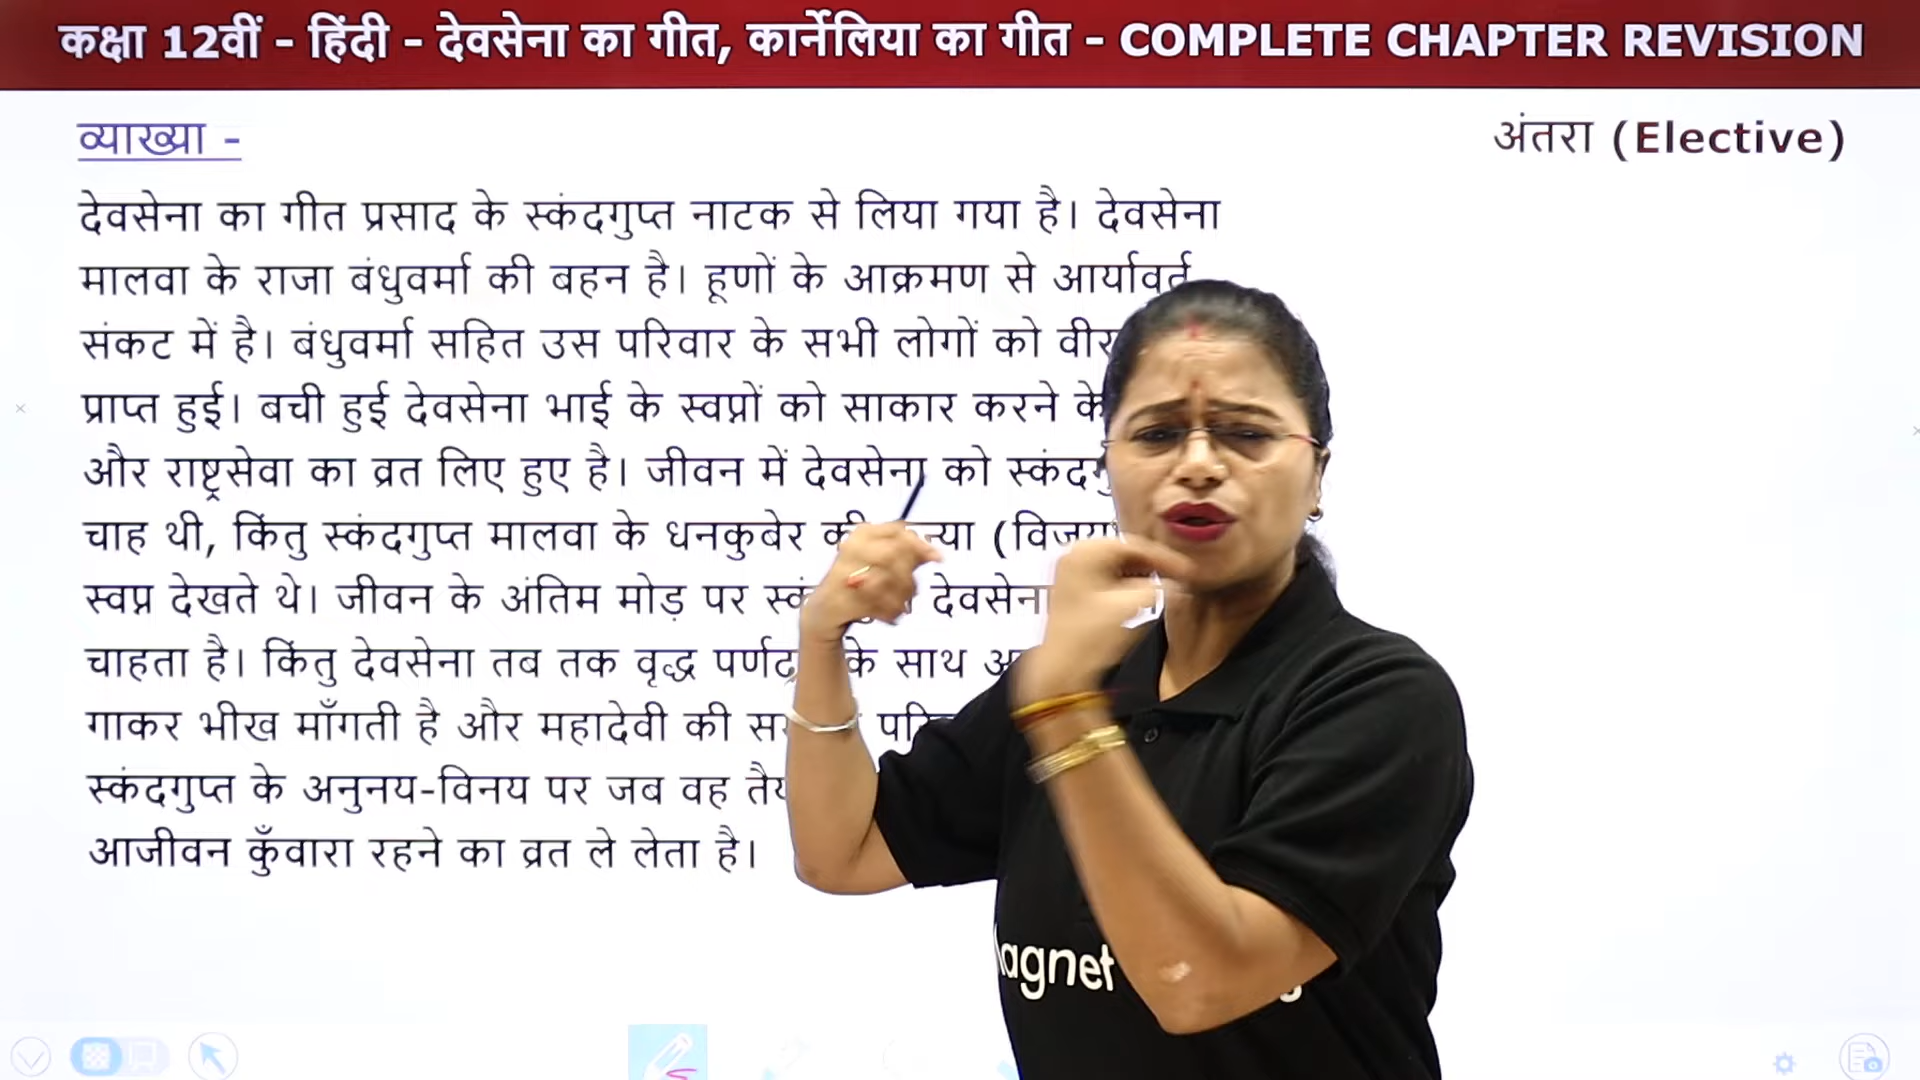 कक्षा 12वीं - हिंदी - देवसेना का गीत, कार्नेलिया का गीत - COMPLETE CHAPTER REVISION
व्याख्या -
अंतरा (Elective)
देवसेना का गीत प्रसाद के स्कंदगुप्त नाटक से लिया गया है। देवसेना
मालवा के राजा बंधुवर्मा की बहन है। हूणों के आक्रमण से आर्यावर्त
संकट में है। बंधुवर्मा सहित उस परिवार के सभी लोगों को
प्राप्त हुई। बची हुई देवसेना भाई के स्वप्नों को साकार करने के
और राष्ट्रसेवा का व्रत लिए हुए है। जीवन में देवसेना को
चाह थी, किंतु स्कंदगुप्त मालवा के धनकुबेर की
स्वप्न देखते थे। जीवन के अंतिम मोड़ पर देवसेना
चाहता है। किंतु देवसेना तब तक वृद्ध के साथ
गाकर भीख माँगती है और महादेवी की
स्कंदगुप्त के अनुनय-विनय पर जब वह
आजीवन कुँवारा रहने का व्रत ले लेता है।